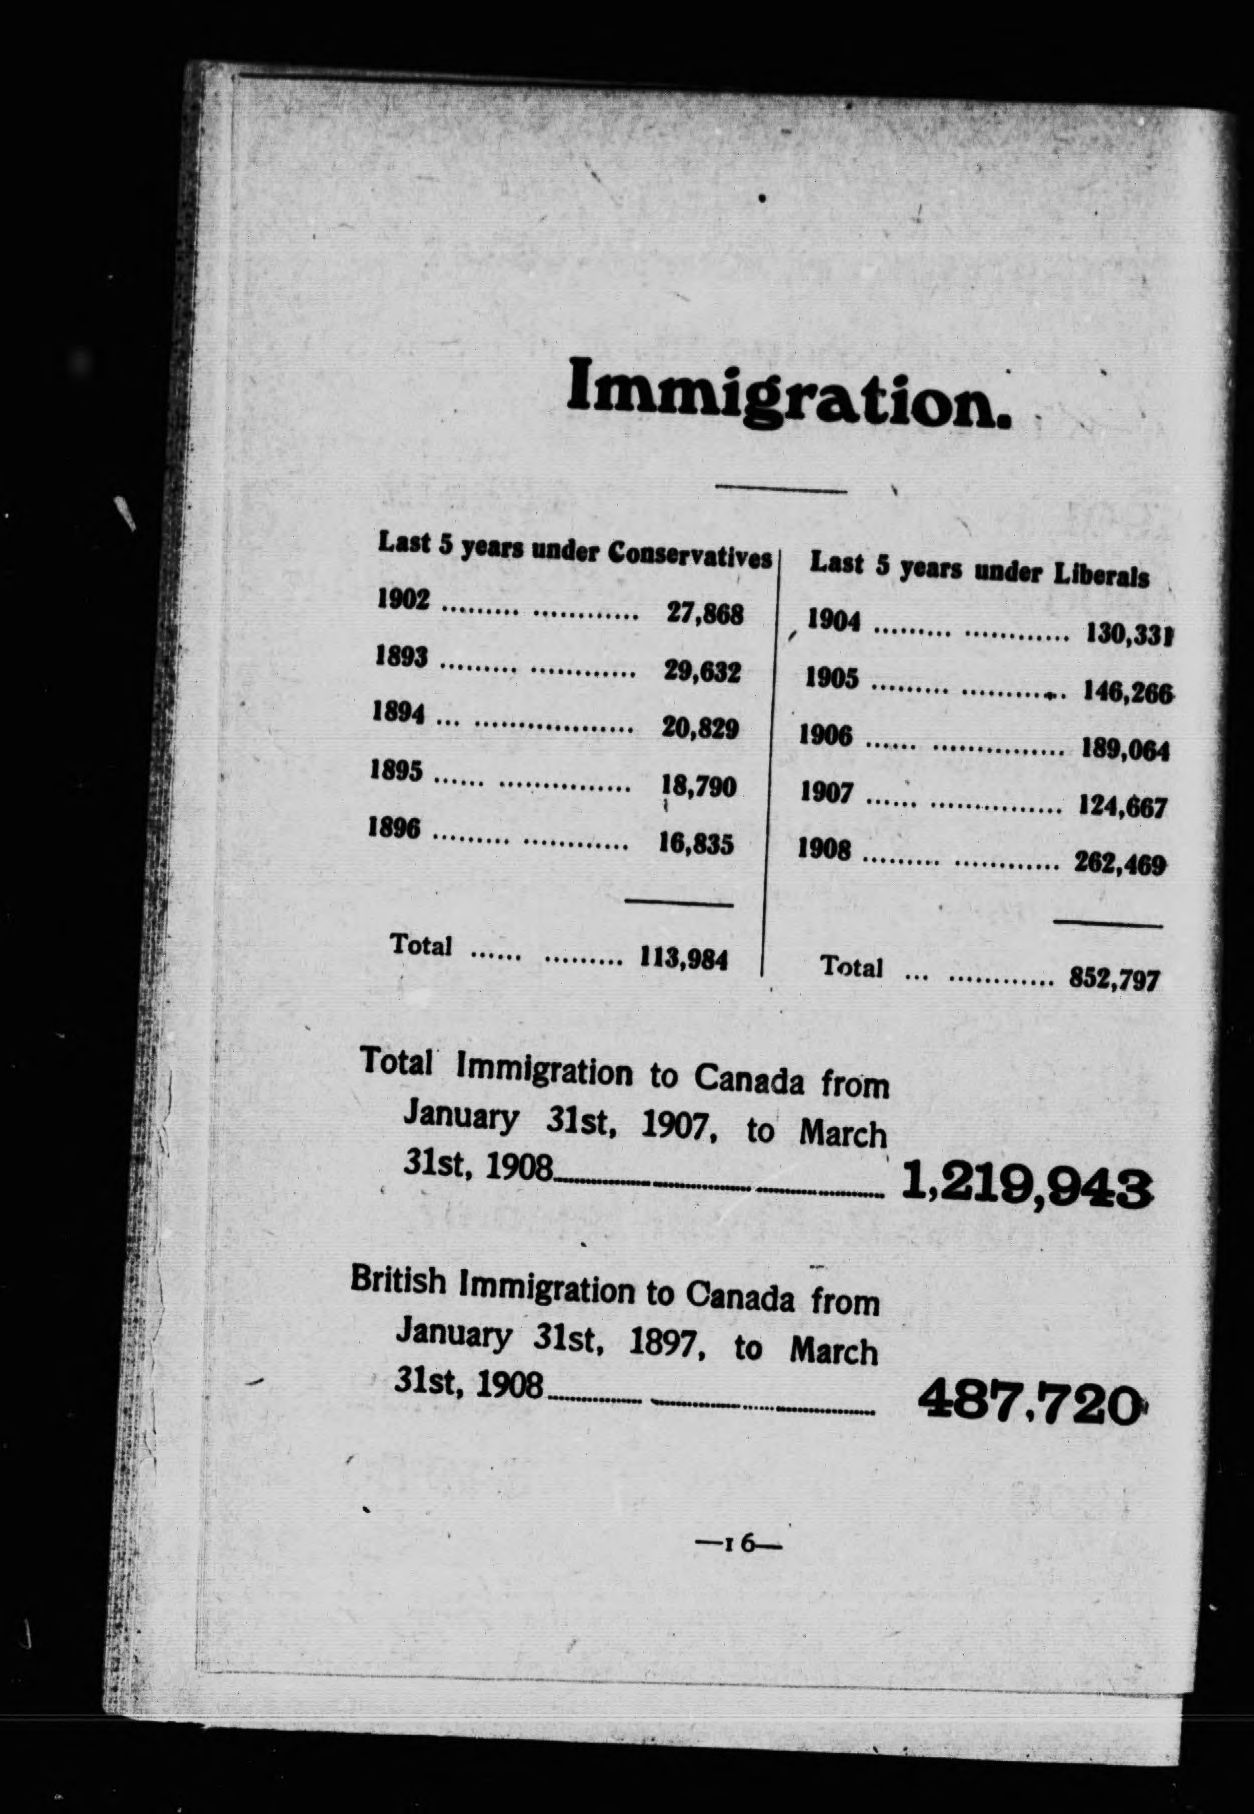 Immigration.
Last 5 years under Conservatives
1902 ......... ............ 27,868
1893 ......... ............ 29,632
1894 ... .................. 20,829
1895 ...... ............... 18,790
1896 ......... ............ 16,835
Total ...... ......... 113,984
Last 5 years under Liberals
1904 ......... ............ 130,331
1905 ......... ............ 146,266
1906 ...... ............... 189,064
1907 ...... ............... 124,667
1908 ......... ............ 262,469
Total ... ............ 852,797
Total Immigration to Canada from
January 31st, 1907, to March
31st, 1908........................ 1,219,943
British Immigration to Canada from
January 31st, 1897, to March
31st, 1908........................ 487.720
—16—